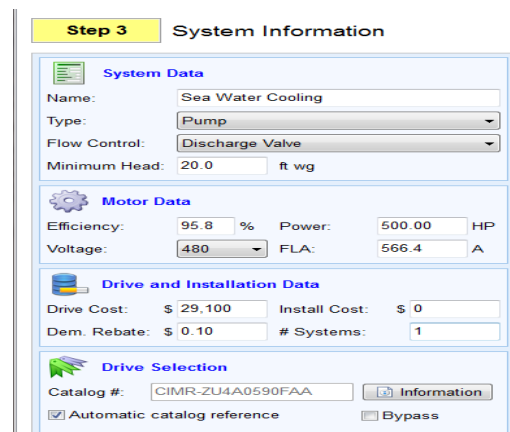 Step 3 System Information
System Data
Name: Sea Water Cooling
Type: Pump
Flow Control: Discharge Valve
Minimum Head: 20.0 ft wg
Motor Data
Efficiency: 95.8 % Power: 500.00 HP
Voltage: 480 FLA: 566.4 A
Drive and Installation Data
Drive Cost: $ 29,100 Install Cost: $ 0
Dem. Rebate: $ 0.10 # Systems: 1
Drive Selection
Catalog #: CIMR-ZU4A0590FAA Information
Automatic catalog reference Bypass